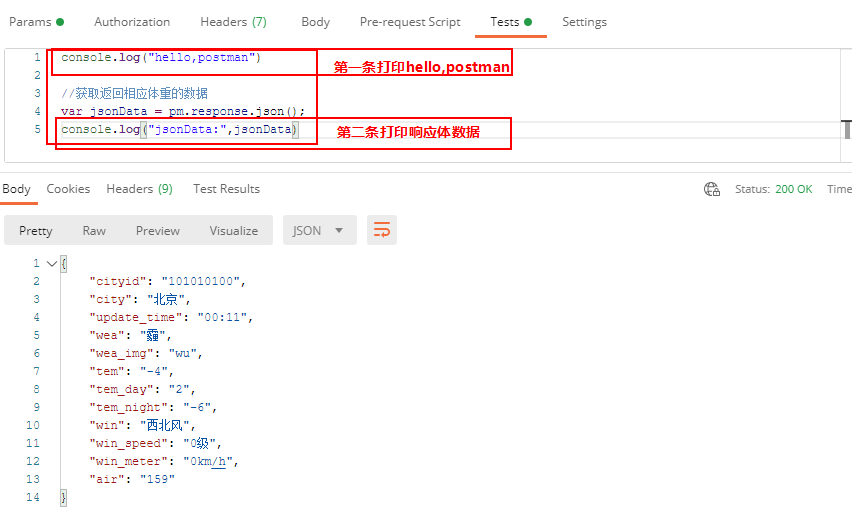 Params Authorization Headers (7) Body Pre-request Script Tests Settings
1 console.log("hello,postman") 第一条打印hello,postman
2
3 //获取返回相应体重的数据
4 var jsonData = pm.response.json();
5 console.log("jsonData:",jsonData) 第二条打印响应体数据
Body Cookies Headers (9) Test Results Status: 200 OK Time
Pretty Raw Preview Visualize JSON
1 {
2 "cityid": "101010100",
3 "city": "北京",
4 "update_time": "00:11",
5 "wea": "霾",
6 "wea_img": "wu",
7 "tem": "-4",
8 "tem_day": "2",
9 "tem_night": "-6",
10 "win": "西北风",
11 "win_speed": "0级",
12 "win_meter": "0km/h",
13 "air": "159"
14 }